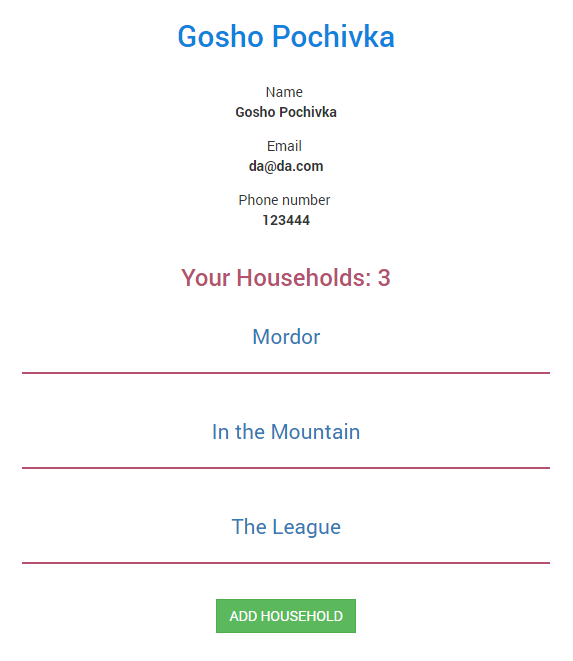 Gosho Pochivka
Name
Gosho Pochivka
Email
da@da.com
Phone number
123444
Your Households: 3
Mordor
In the Mountain
The League
ADD HOUSEHOLD